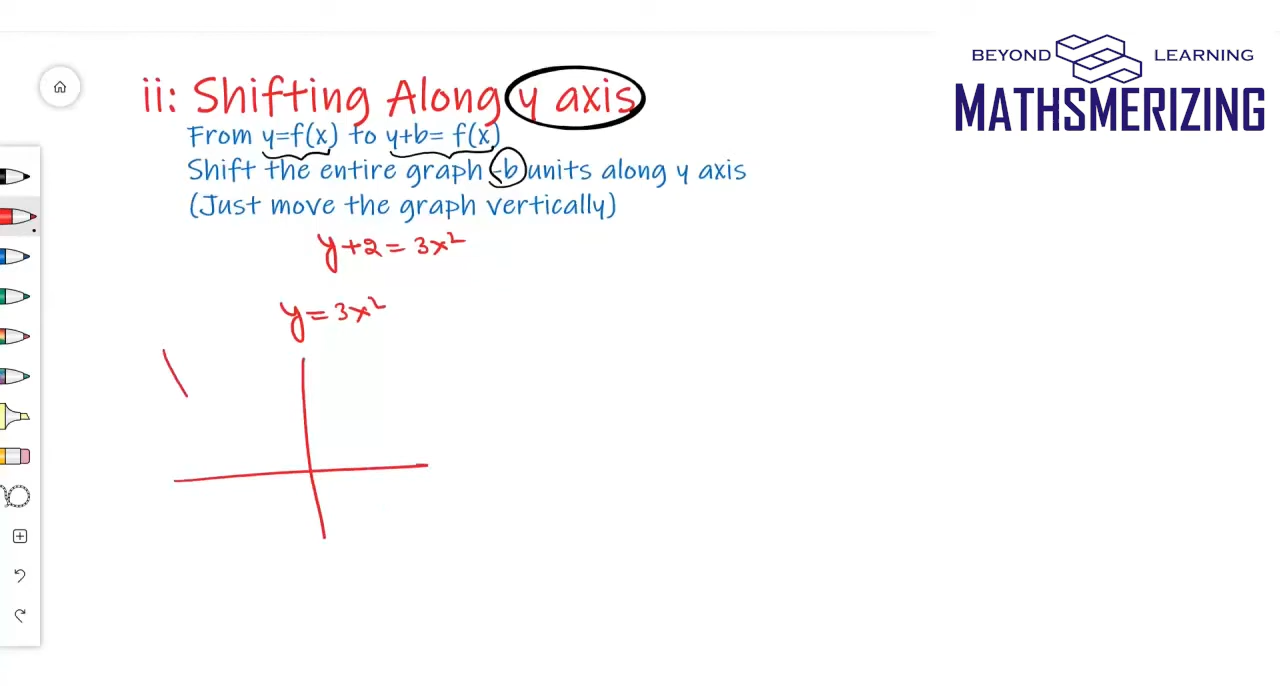 BEYOND LEARNING
MATHSMERIZING
ii: Shifting Along y axis
From y=f(x) to y+b= f(x)
Shift the entire graph -b units along y axis
(Just move the graph vertically)
y+2 = 3x²
y = 3x²